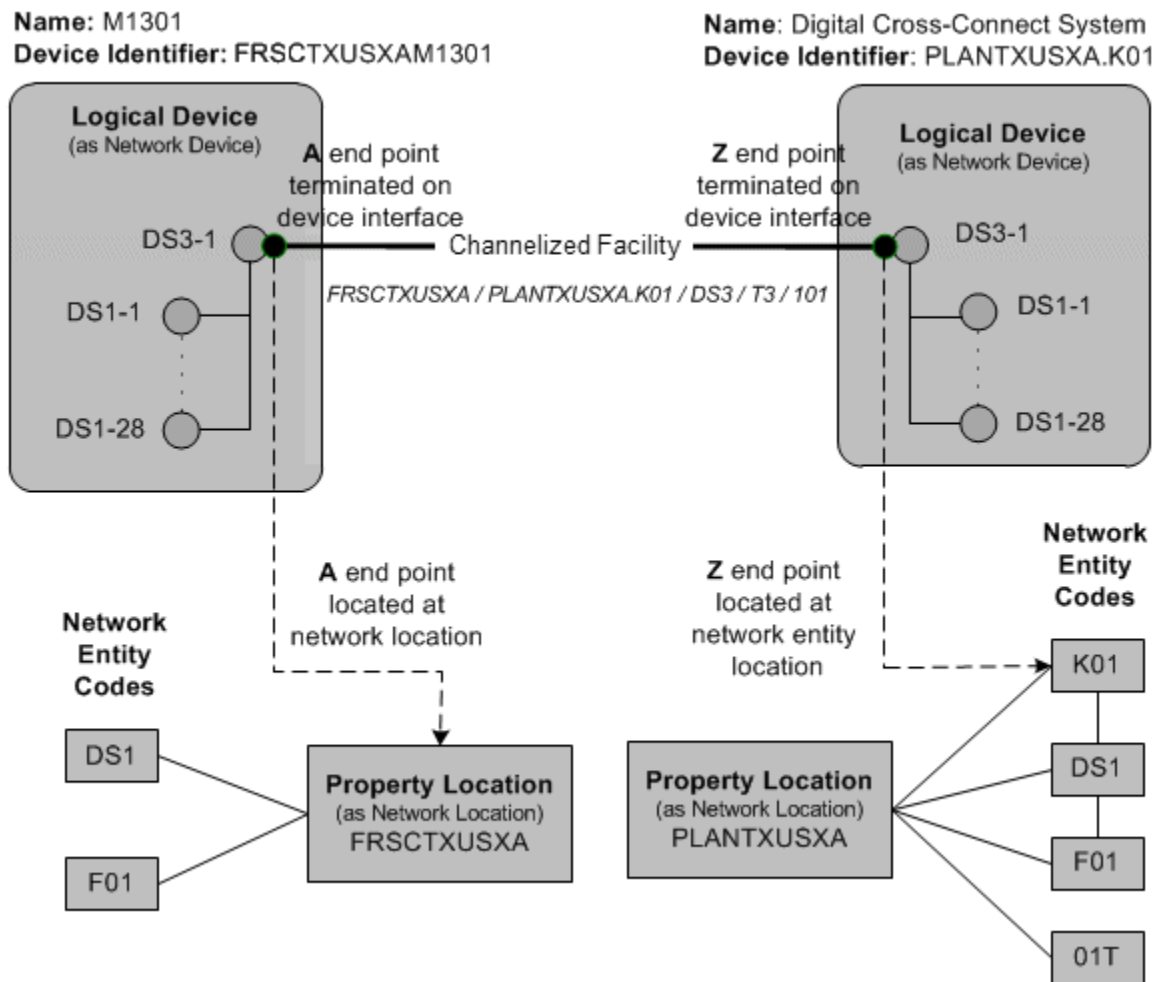 Name: M1301
Device Identifier: FRSCTXUSXAM1301
Name: Digital Cross-Connect System
Device Identifier: PLANTXUSXA.K01
Logical Device
(as Network Device)
A end point
terminated on
device interface
DS3-1
DS1-1
DS1-28
Channelized Facility
FRSCTXUSXA / PLANTXUSXA.K01 / DS3 / T3 / 101
Z end point
terminated on
device interface
Logical Device
(as Network Device)
DS3-1
DS1-1
DS1-28
A end point
located at
network location
Z end point
located at
network entity
location
Network
Entity
Codes
DS1
F01
Property Location
(as Network Location)
FRSCTXUSXA
Property Location
(as Network Location)
PLANTXUSXA
Network
Entity
Codes
K01
DS1
F01
01T